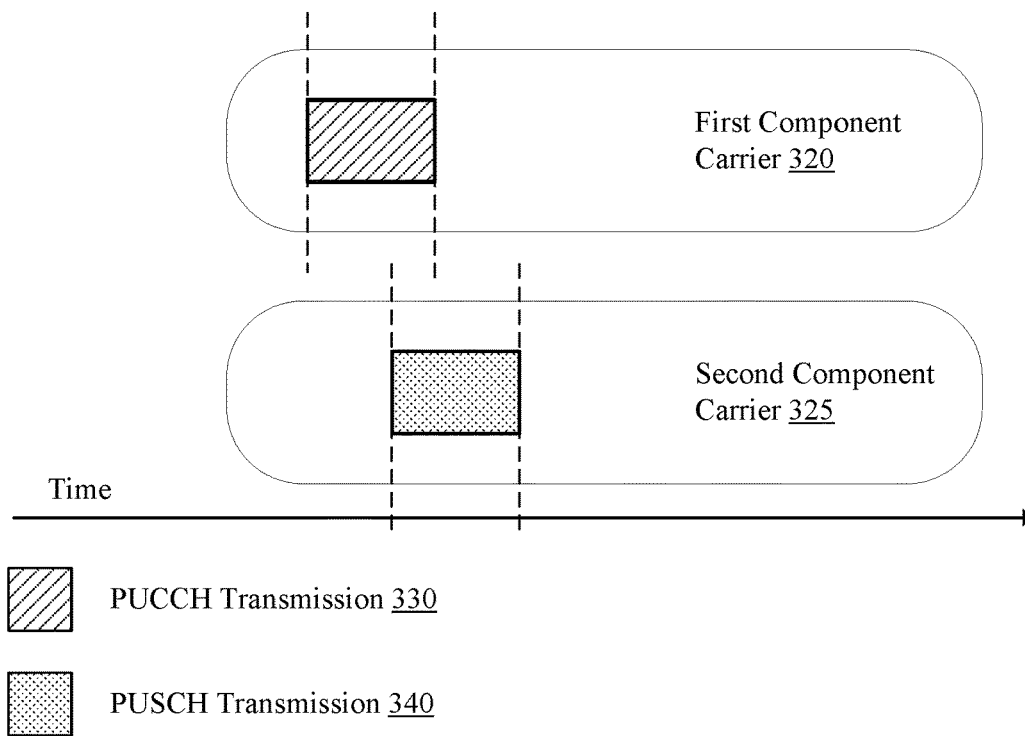 First Component
Carrier 320
Second Component
Carrier 325
Time
PUCCH Transmission 330
PUSCH Transmission 340